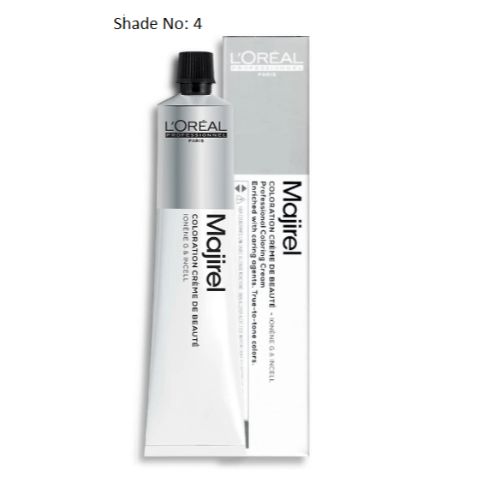 Shade No: 4
L'ORÉAL
PROFESSIONNEL
PARIS
Majirel
COLORATION CRÈME DE BEAUTÉ
IONÈNE G & INCELL
L'ORÉAL
PROFESSIONNEL
PARIS
Majirel
COLORATION CRÈME DE BEAUTÉ - IONÈNE G & INCELL
Professional Coloring Cream
Enriched with caring agents. True-to-tone colors.